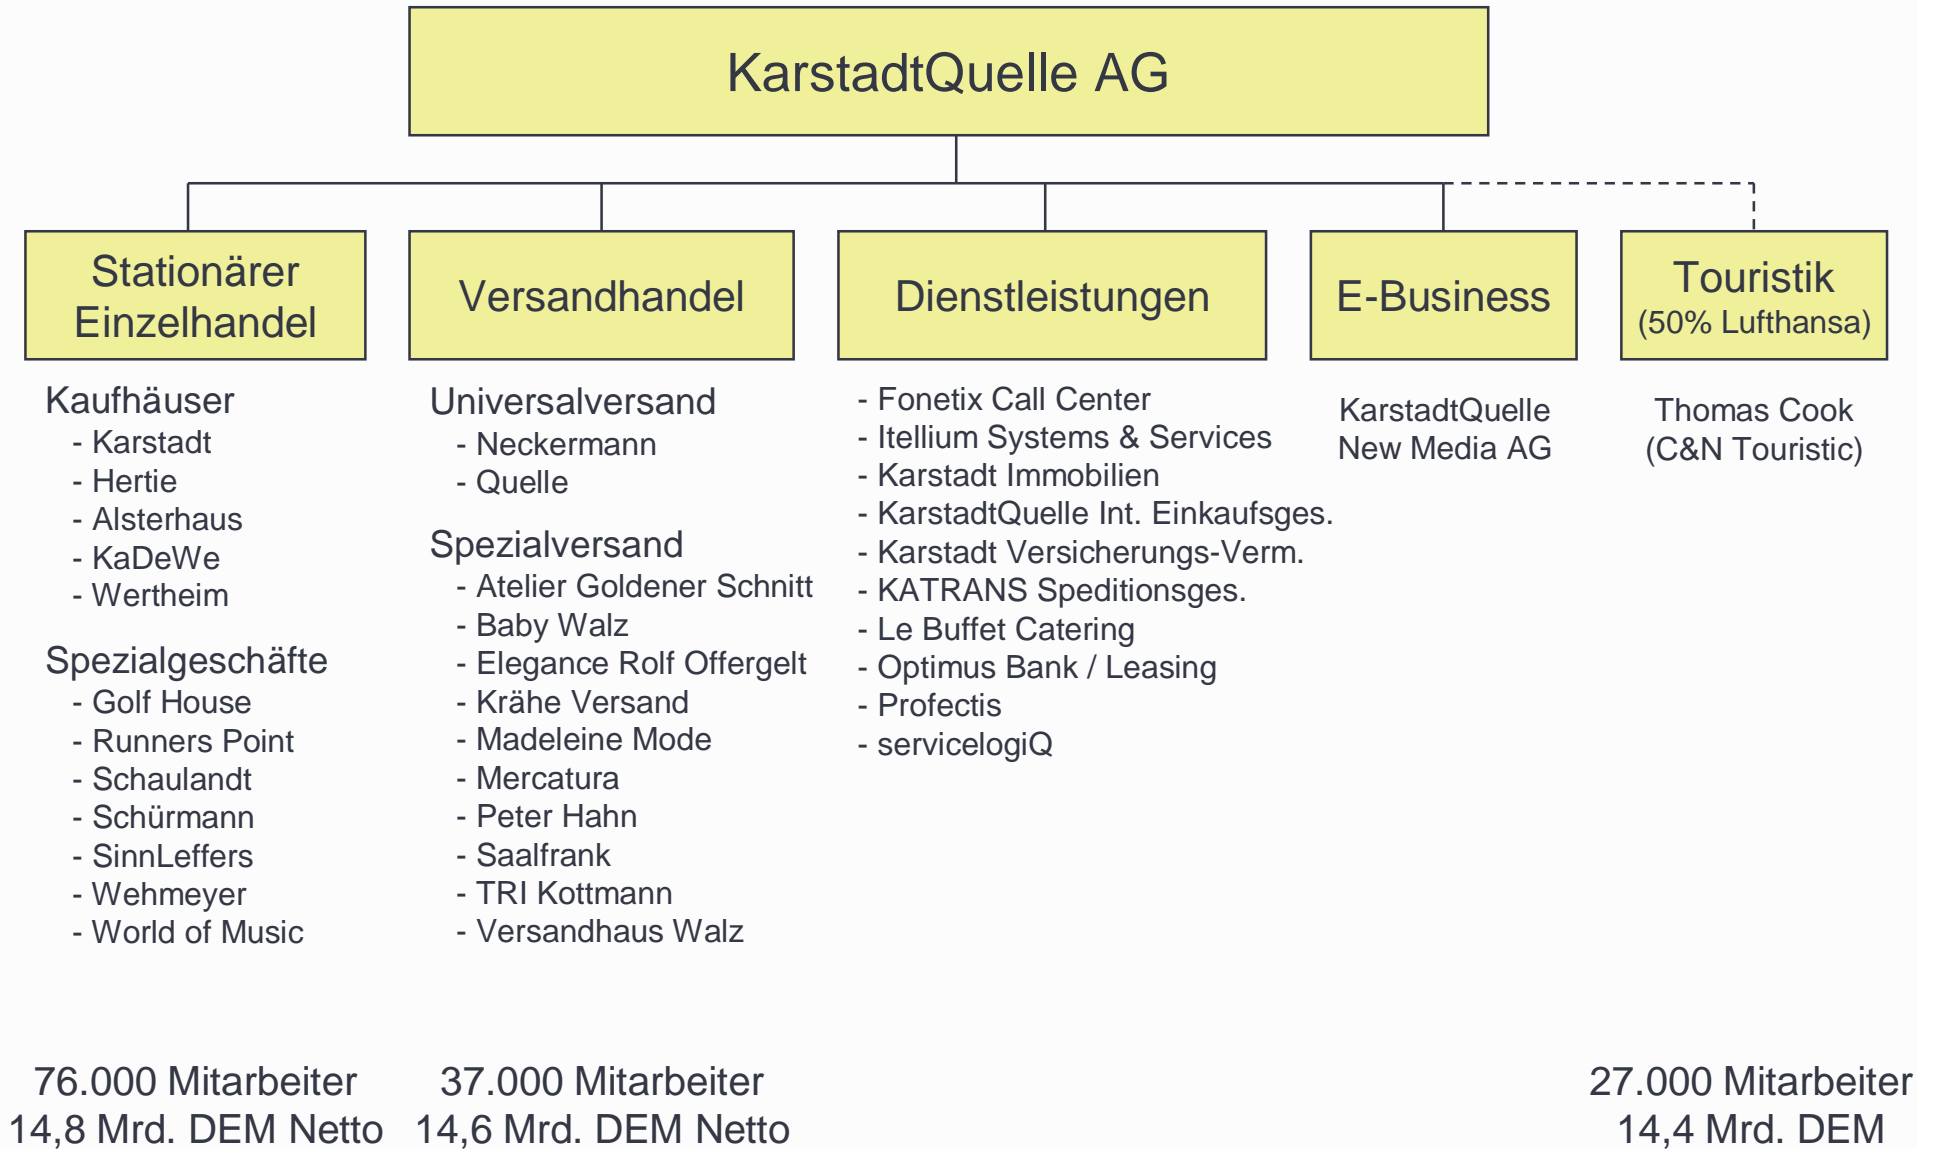 KarstadtQuelle AG
Stationärer
Einzelhandel
Kaufhäuser
- Karstadt
- Hertie
- Alsterhaus
- KaDeWe
- Wertheim
Spezialgeschäfte
- Golf House
- Runners Point
- Schaulandt
- Schürmann
- SinnLeffers
- Wehmeyer
- World of Music
76.000 Mitarbeiter
14,8 Mrd. DEM Netto
Versandhandel
Universalversand
- Neckermann
- Quelle
Spezialversand
- Atelier Goldener Schnitt
- Baby Walz
- Elegance Rolf Offergelt
- Krähe Versand
- Madeleine Mode
- Mercatura
- Peter Hahn
- Saalfrank
- TRI Kottmann
- Versandhaus Walz
37.000 Mitarbeiter
14,6 Mrd. DEM Netto
Dienstleistungen
- Fonetix Call Center
- Itellium Systems & Services
- Karstadt Immobilien
- KarstadtQuelle Int. Einkaufsges.
- Karstadt Versicherungs-Verm.
- KATRANS Speditionsges.
- Le Buffet Catering
- Optimus Bank / Leasing
- Profectis
- servicelogiQ
E-Business
KarstadtQuelle
New Media AG
Touristik
(50% Lufthansa)
Thomas Cook
(C&N Touristic)
27.000 Mitarbeiter
14,4 Mrd. DEM